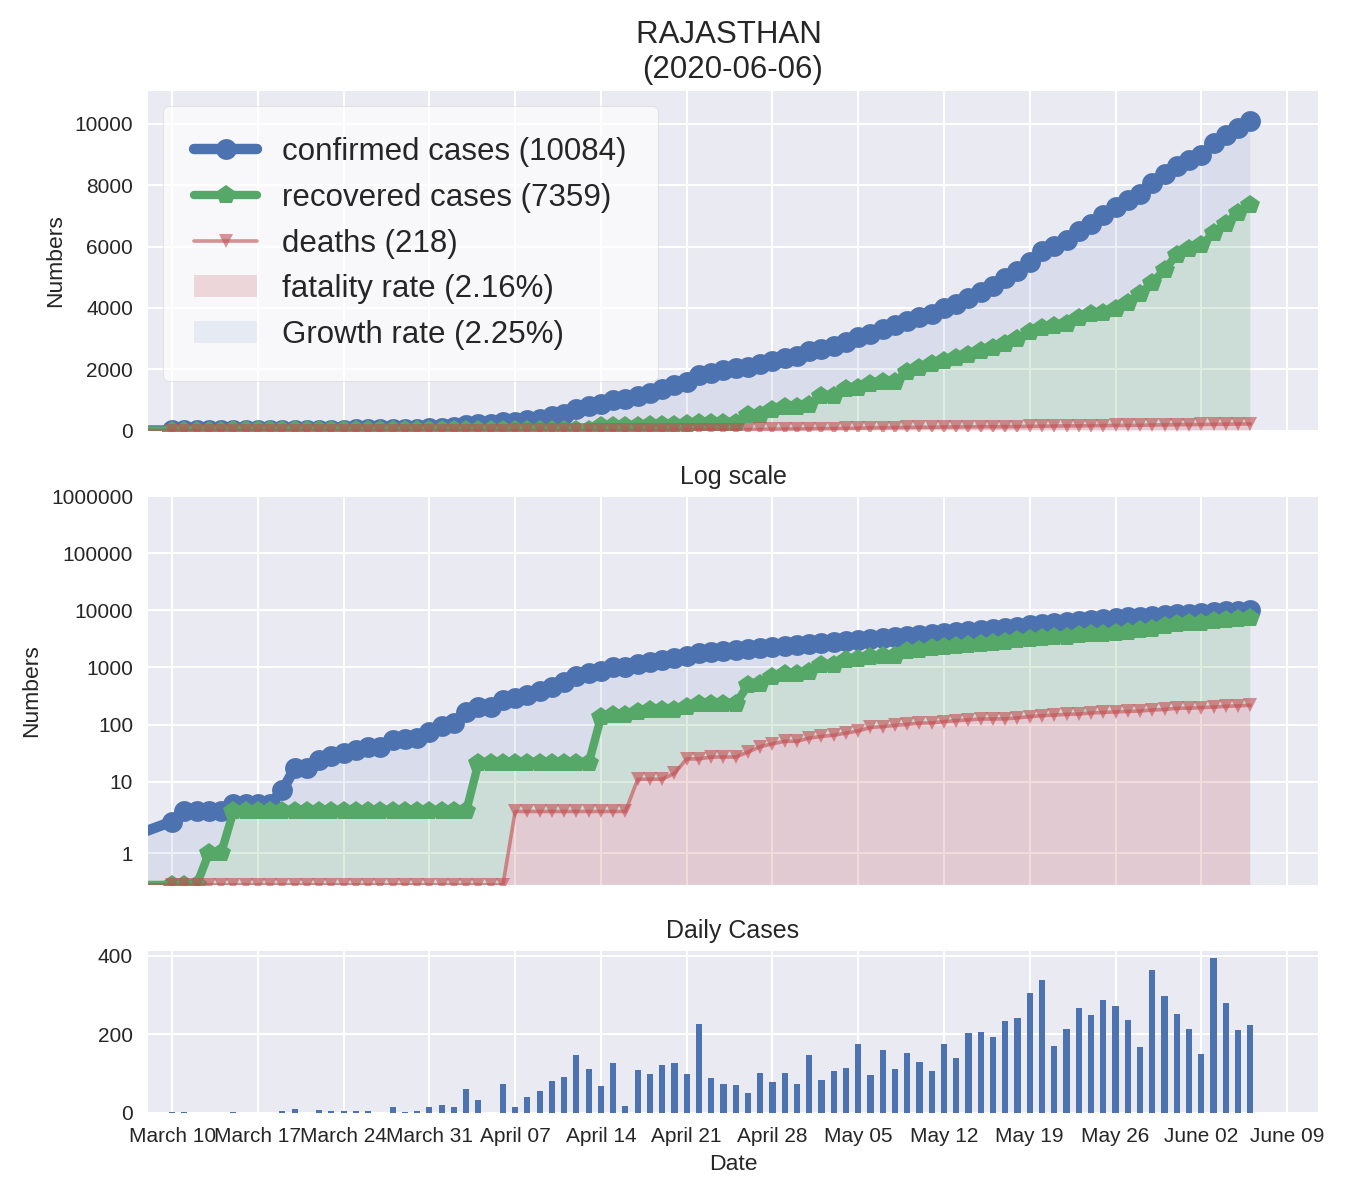 RAJASTHAN
(2020-06-06)
10000
8000
6000
4000
2000
0
Numbers
confirmed cases (10084)
recovered cases (7359)
deaths (218)
fatality rate (2.16%)
Growth rate (2.25%)
Log scale
1000000
100000
10000
1000
100
10
1
Numbers
Daily Cases
400
200
0
March 10 March 17 March 24 March 31 April 07 April 14 April 21 April 28 May 05 May 12 May 19 May 26 June 02 June 09
Date